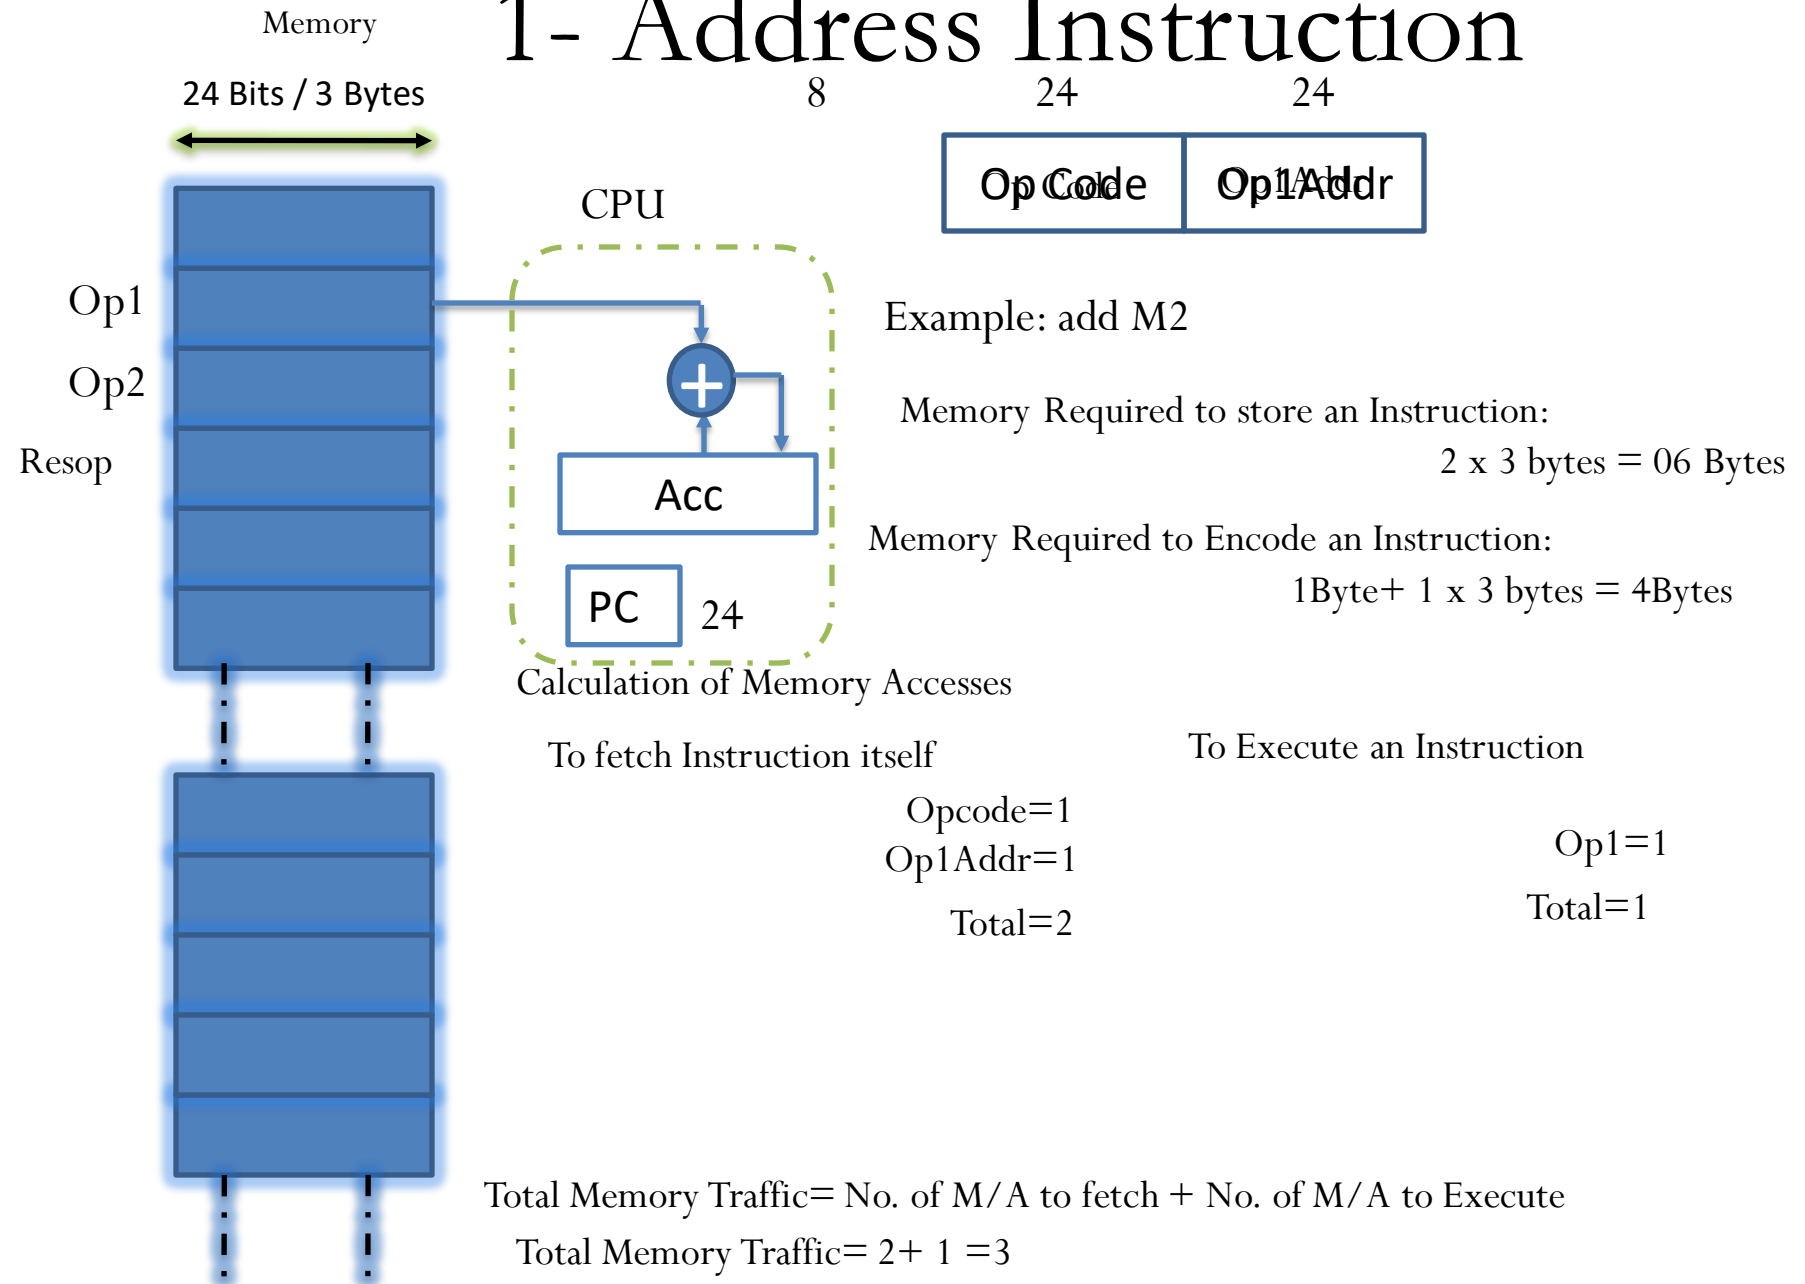 1- Address Instruction
Memory
24 Bits / 3 Bytes
8
24
24
Op Code
Op Code
Op1Addr
Op1Addr
CPU
Op1
Example: add M2
+
Op2
Memory Required to store an Instruction:
Resop
2 x 3 bytes = 06 Bytes
Acc
Memory Required to Encode an Instruction:
1Byte+ 1 x 3 bytes = 4Bytes
PC
24
Calculation of Memory Accesses
To fetch Instruction itself
To Execute an Instruction
Opcode=1
Op1Addr=1
Total=2
Op1=1
Total=1
Total Memory Traffic= No. of M/A to fetch + No. of M/A to Execute
Total Memory Traffic= 2+ 1 =3